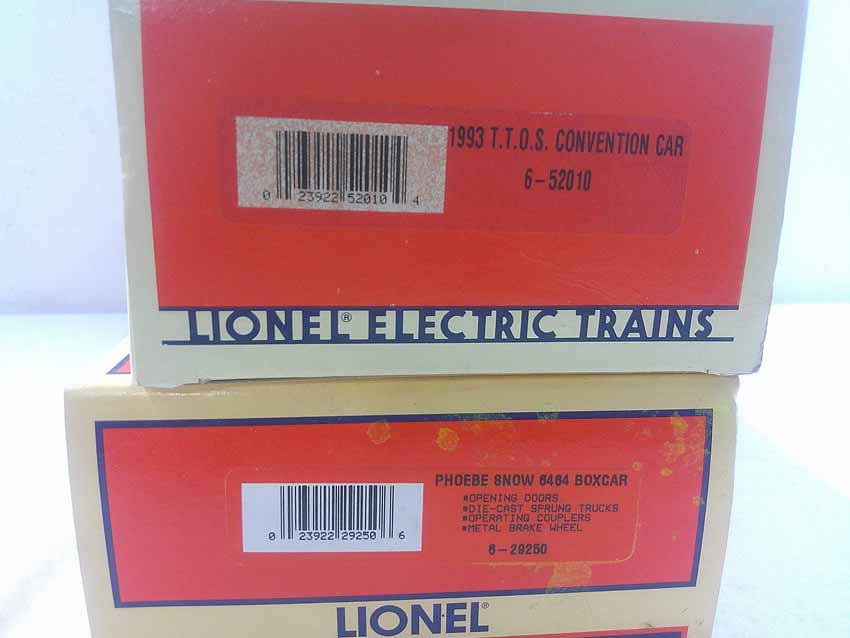 1993 T.T.O.S. CONVENTION CAR
6-52010
0 23922 52010 4
LIONEL® ELECTRIC TRAINS
PHOEBE SNOW 6464 BOXCAR
*OPENING DOORS
*DIE-CAST SPRUNG TRUCKS
*OPERATING COUPLERS
*METAL BRAKE WHEEL
0 23922 29250 6
6-29250
LIONEL®